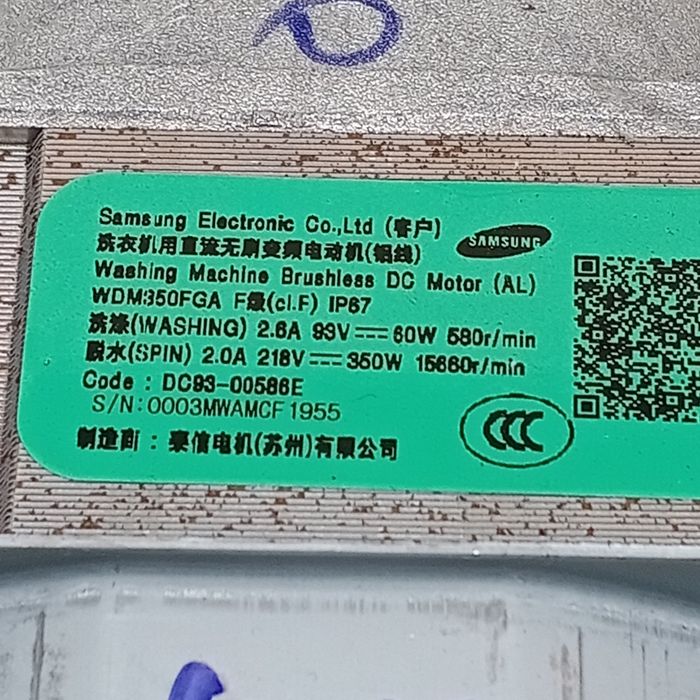 Samsung Electronic Co.,Ltd (客户)
SAMSUNG
洗衣机用直流无刷变频电动机(铝线)
Washing Machine Brushless DC Motor (AL)
WDM350FGA F级(cl.F) IP67
洗涤(WASHING) 2.6A 93V⎓60W 580r/min
脱水(SPIN) 2.0A 218V⎓350W 15660r/min
Code : DC93-00586E
S/N:0003MWAMCF1955
CCC
制造商 : 泰信电机(苏州)有限公司